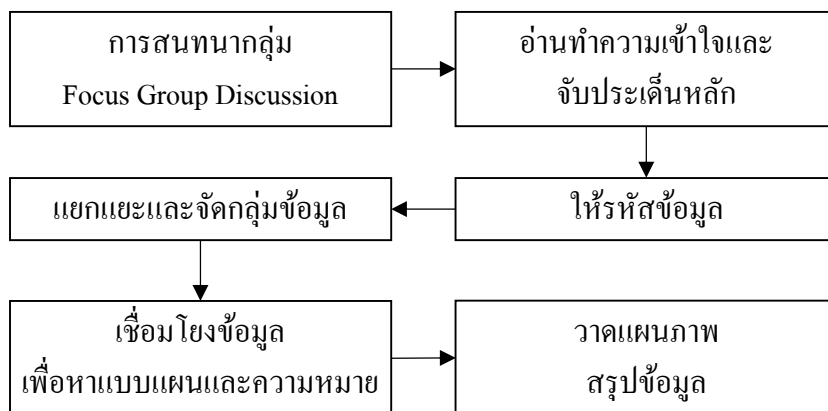 การสนทนากลุ่ม
Focus Group Discussion
อ่านทำความเข้าใจและ
จับประเด็นหลัก
ให้รหัสข้อมูล
แยกแยะและจัดกลุ่มข้อมูล
เชื่อมโยงข้อมูล
เพื่อหาแบบแผนและความหมาย
วาดแผนภาพ
สรุปข้อมูล